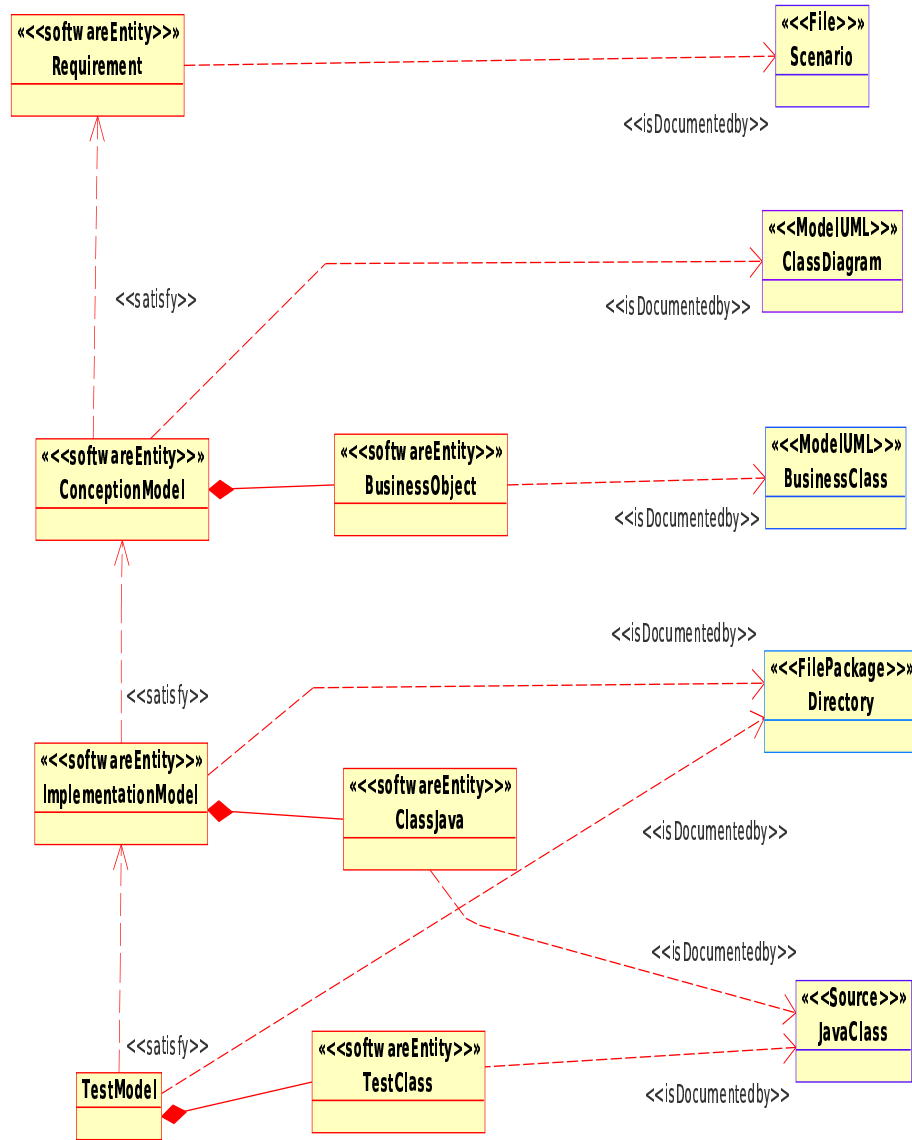 «<<softwareEntity>>»
Requirement
«<<File>>»
Scenario
<<isDocumentedby>>
«<<ModelUML>>»
ClassDiagram
<<satisfy>>
<<isDocumentedby>>
«<<softwareEntity>>»
ConceptionModel
«<<softwareEntity>>»
BusinessObject
«<<ModelUML>>»
BusinessClass
<<isDocumentedby>>
<<isDocumentedby>>
«<<FilePackage>>»
Directory
<<satisfy>>
«<<softwareEntity>>»
ImplementationModel
«<<softwareEntity>>»
ClassJava
<<isDocumentedby>>
<<isDocumentedby>>
«<<Source>>»
JavaClass
<<satisfy>>
«<<softwareEntity>>»
TestClass
TestModel
<<isDocumentedby>>